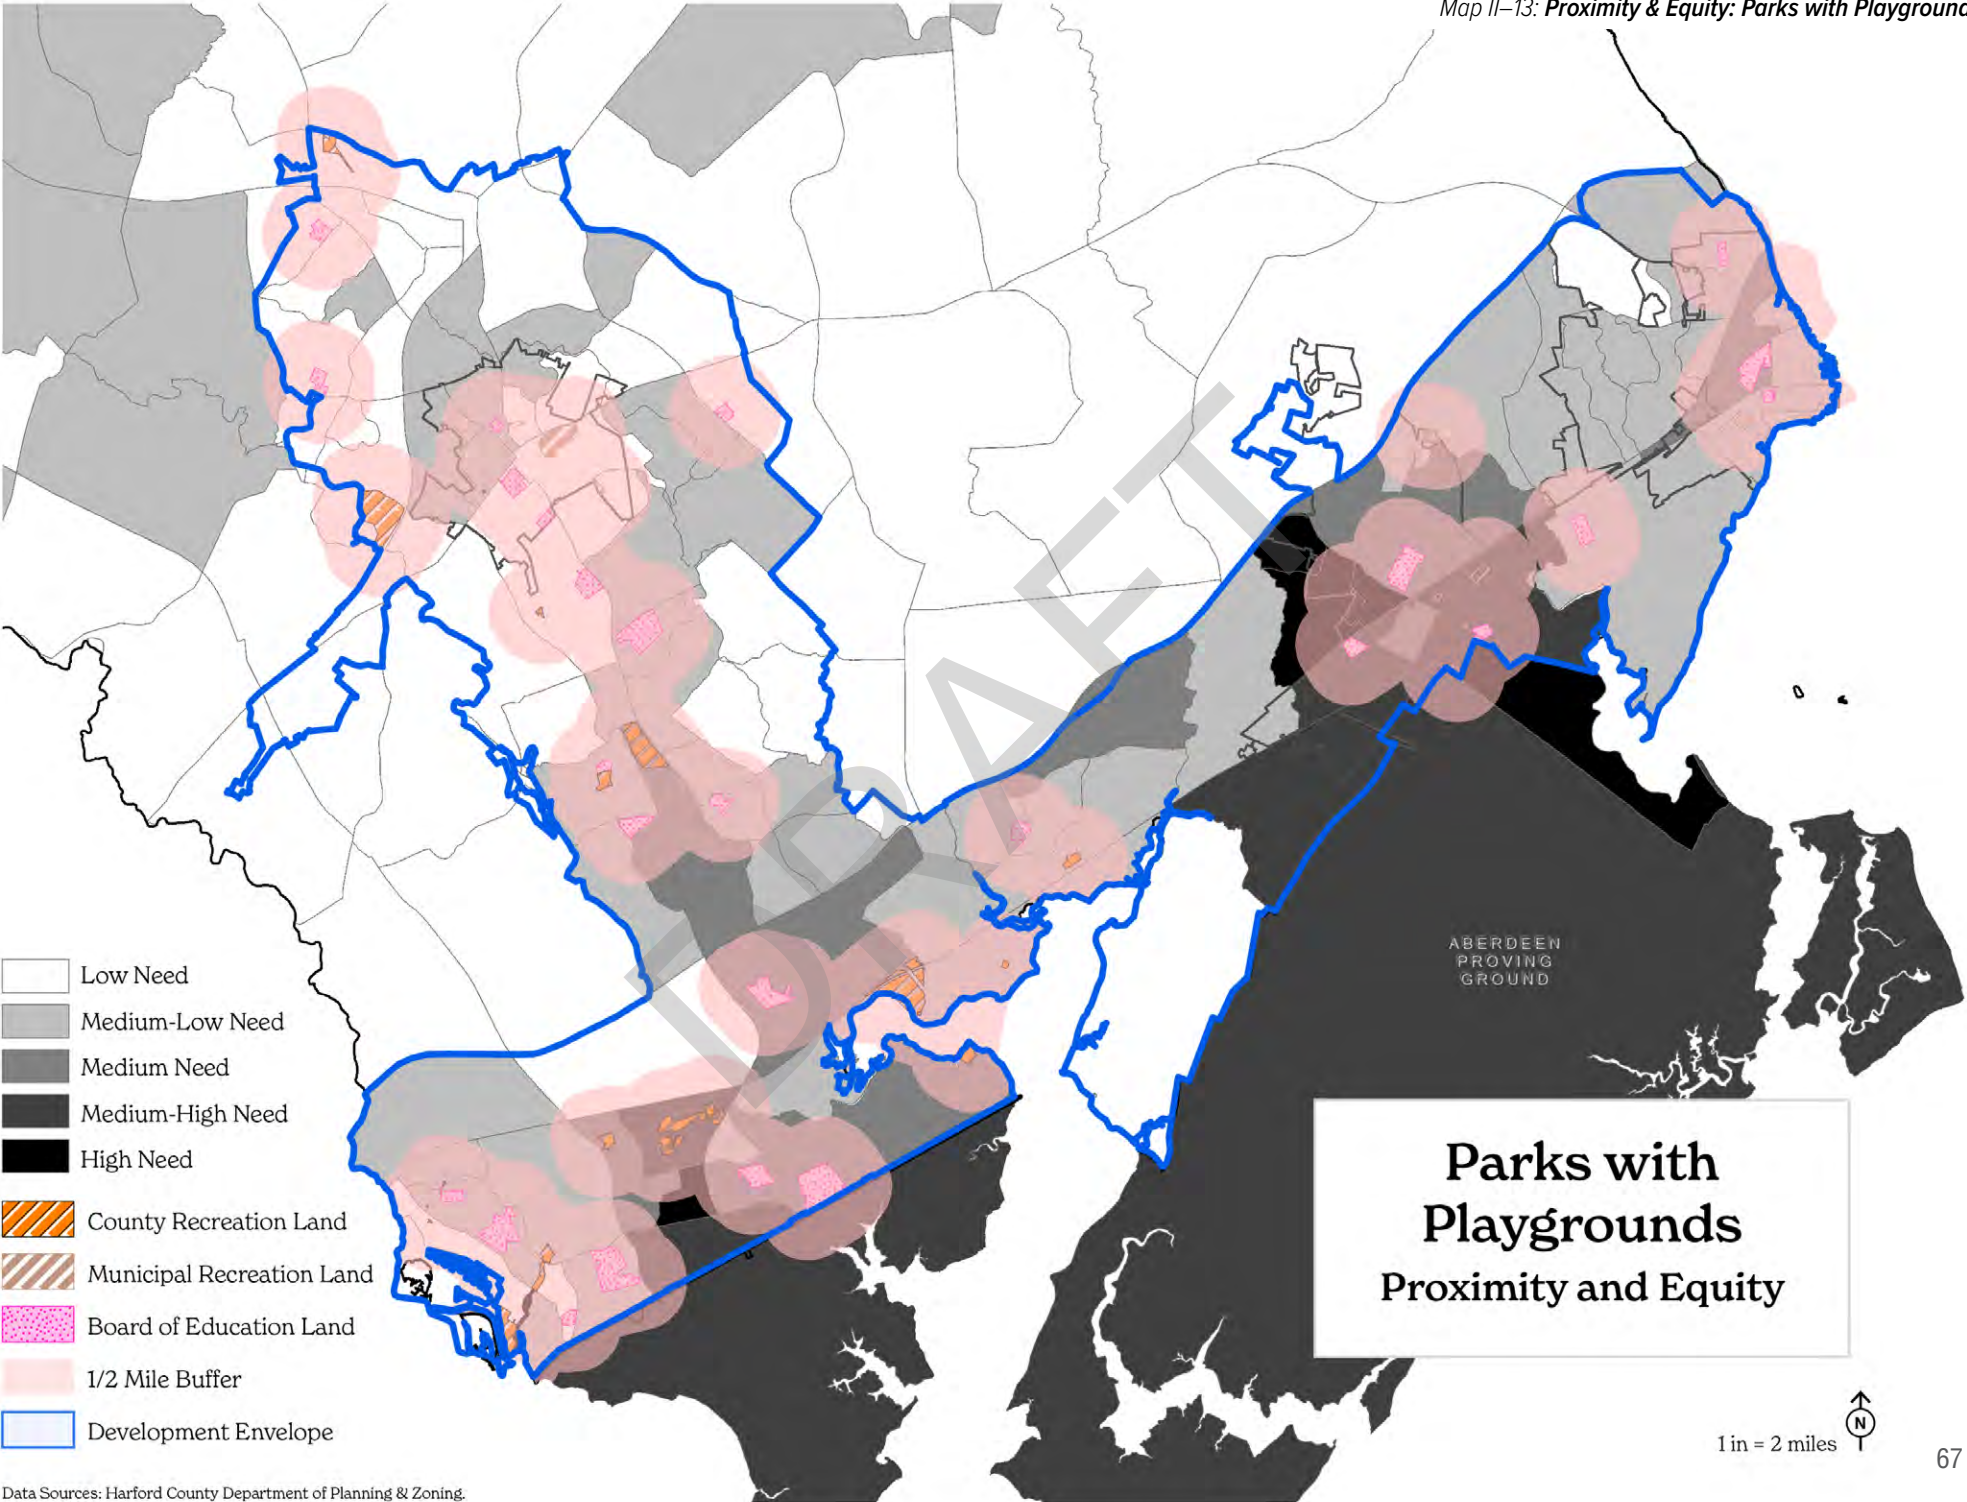 Map II–13: Proximity & Equity: Parks with Playground
DRAFT
ABERDEEN
PROVING
GROUND
Low Need
Medium-Low Need
Medium Need
Medium-High Need
High Need
County Recreation Land
Municipal Recreation Land
Board of Education Land
1/2 Mile Buffer
Development Envelope
Parks with
Playgrounds
Proximity and Equity
N
1 in = 2 miles
67
Data Sources: Harford County Department of Planning & Zoning.